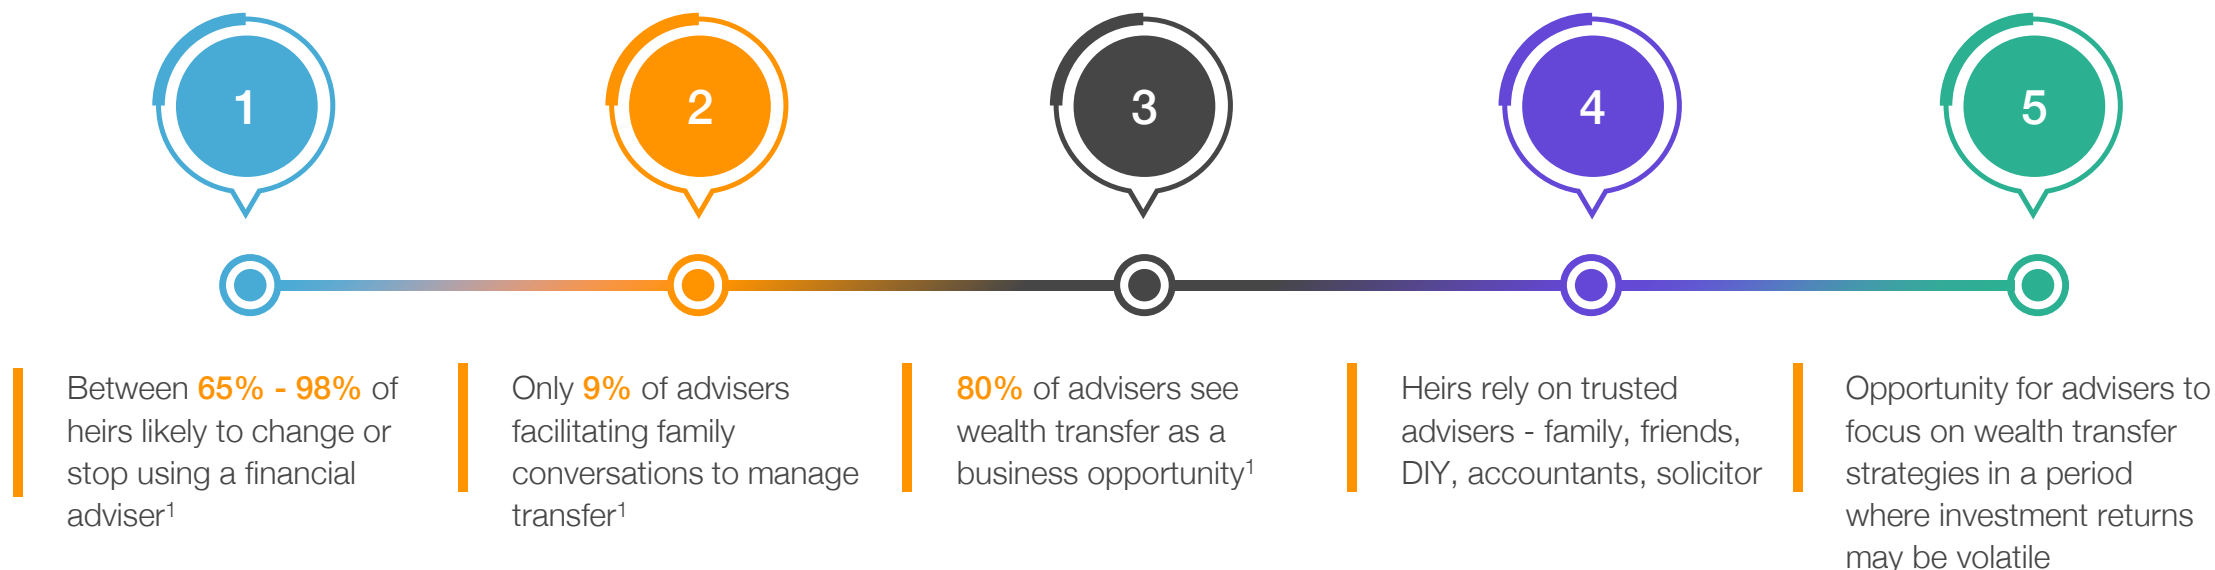 1
2
3
4
5
Between 65% - 98% of
heirs likely to change or
stop using a financial
adviser¹
Only 9% of advisers
facilitating family
conversations to manage
transfer¹
80% of advisers see
wealth transfer as a
business opportunity¹
Heirs rely on trusted
advisers - family, friends,
DIY, accountants, solicitor
Opportunity for advisers to
focus on wealth transfer
strategies in a period
where investment returns
may be volatile